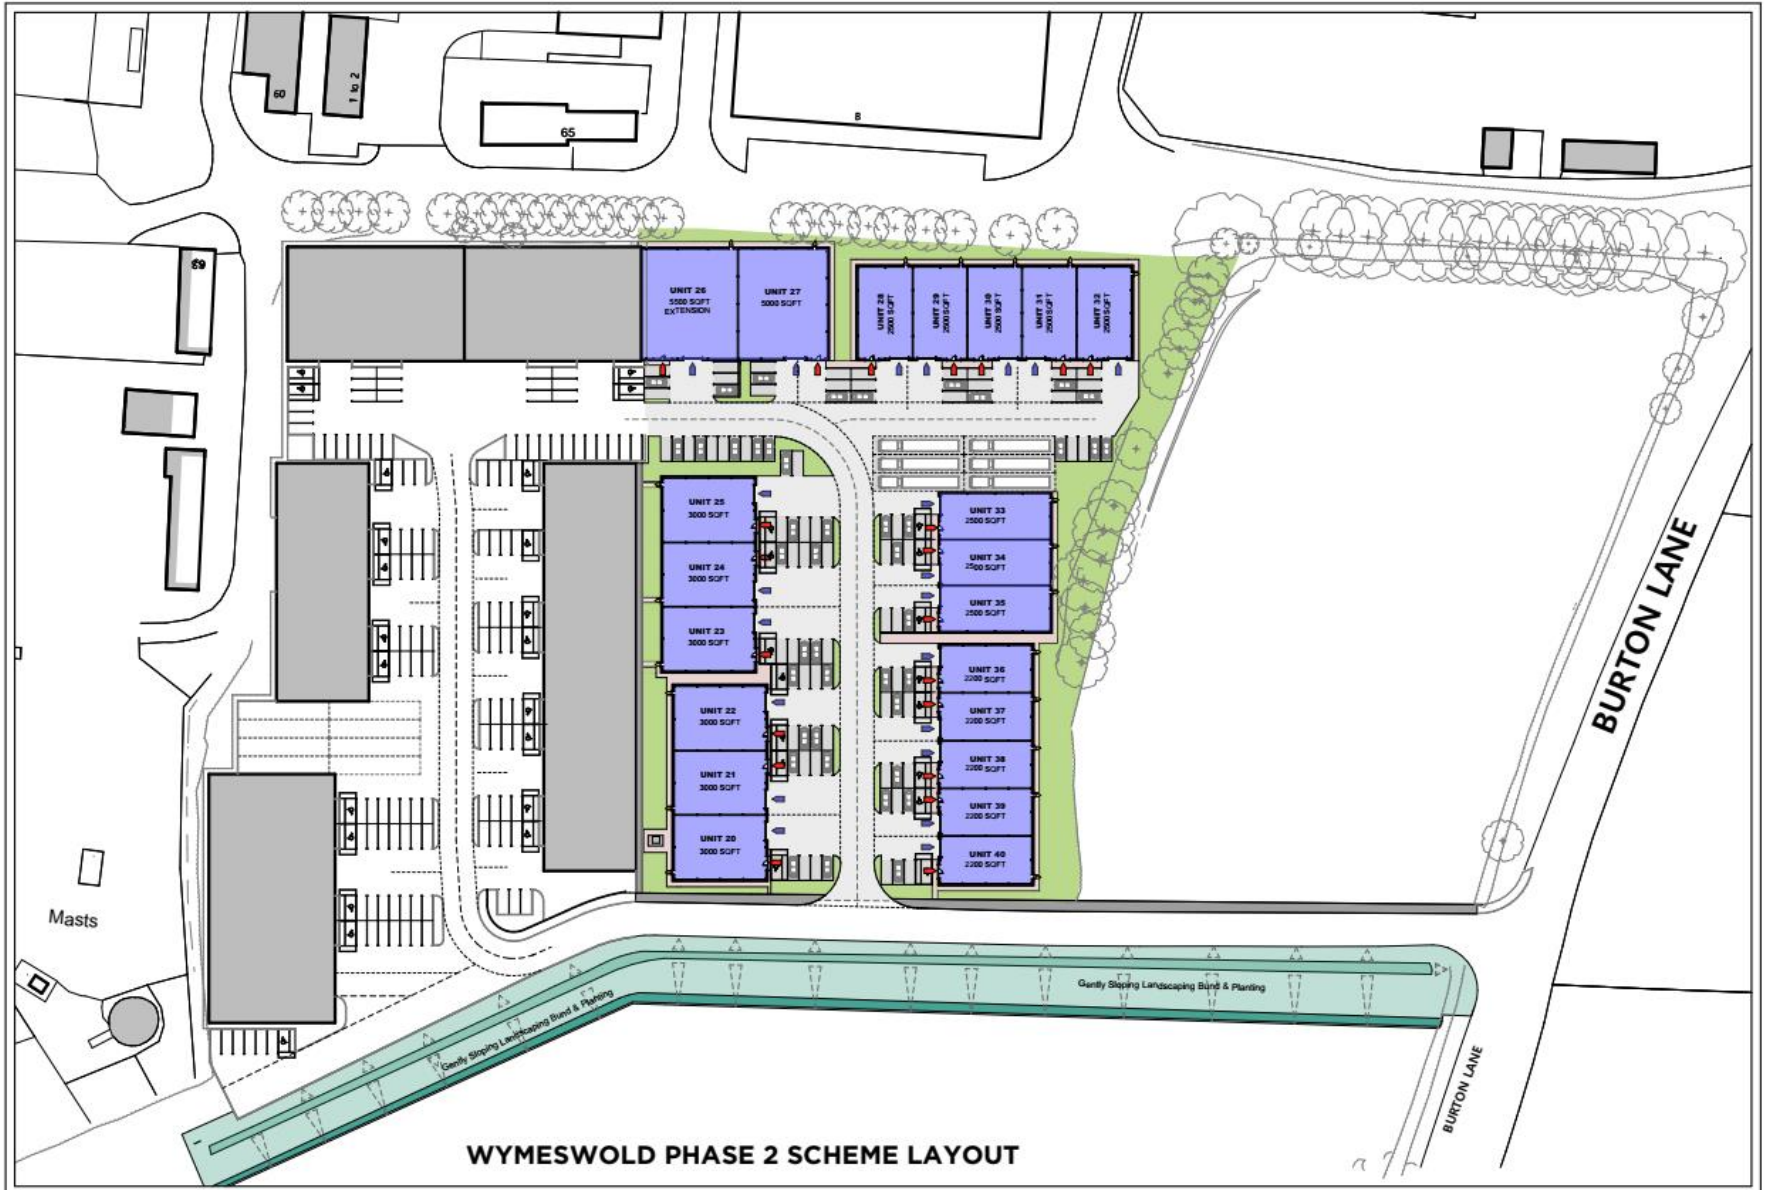 60
1 to 2
65
8
63
UNIT 26
5500 SQFT
EXTENSION
UNIT 27
5000 SQFT
UNIT 28
2500 SQFT
UNIT 29
2500 SQFT
UNIT 30
2500 SQFT
UNIT 31
2500 SQFT
UNIT 32
2500 SQFT
UNIT 25
3000 SQFT
UNIT 24
3000 SQFT
UNIT 23
3000 SQFT
UNIT 22
3000 SQFT
UNIT 21
3000 SQFT
UNIT 20
3000 SQFT
UNIT 33
2500 SQFT
UNIT 34
2500 SQFT
UNIT 35
2500 SQFT
UNIT 36
2200 SQFT
UNIT 37
2200 SQFT
UNIT 38
2200 SQFT
UNIT 39
2200 SQFT
UNIT 40
2200 SQFT
BURTON LANE
Masts
Gently Sloping Landscaping Bund & Planting
Gently Sloping Landscaping Bund & Planting
BURTON LANE
WYMESWOLD PHASE 2 SCHEME LAYOUT